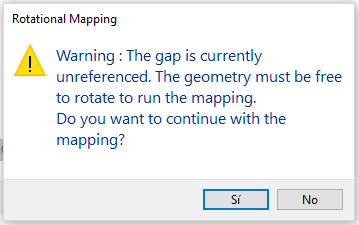 Rotational Mapping
Warning : The gap is currently
unreferenced. The geometry must be free
to rotate to run the mapping.
Do you want to continue with the
mapping?
Sí
No